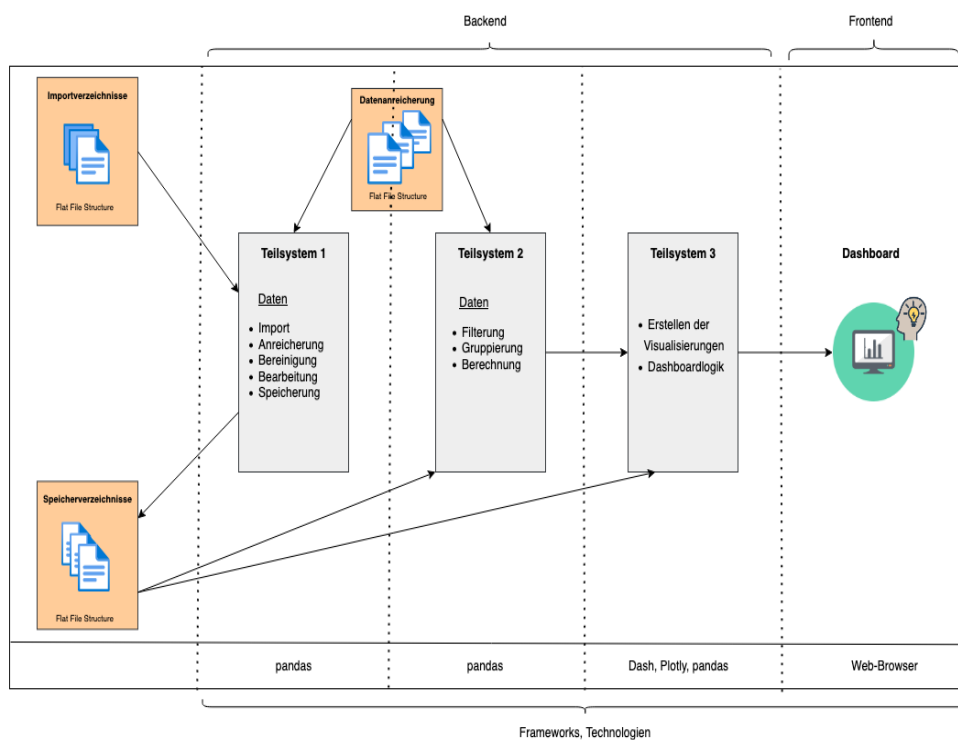 Backend
Frontend
Importverzeichnisse
Flat File Structure
Datenanreicherung
Flat File Structure
Teilsystem 1
Daten
• Import
• Anreicherung
• Bereinigung
• Bearbeitung
• Speicherung
Teilsystem 2
Daten
• Filterung
• Gruppierung
• Berechnung
Teilsystem 3
• Erstellen der
Visualisierungen
• Dashboardlogik
Dashboard
Speicherverzeichnisse
Flat File Structure
pandas
pandas
Dash, Plotly, pandas
Web-Browser
Frameworks, Technologien